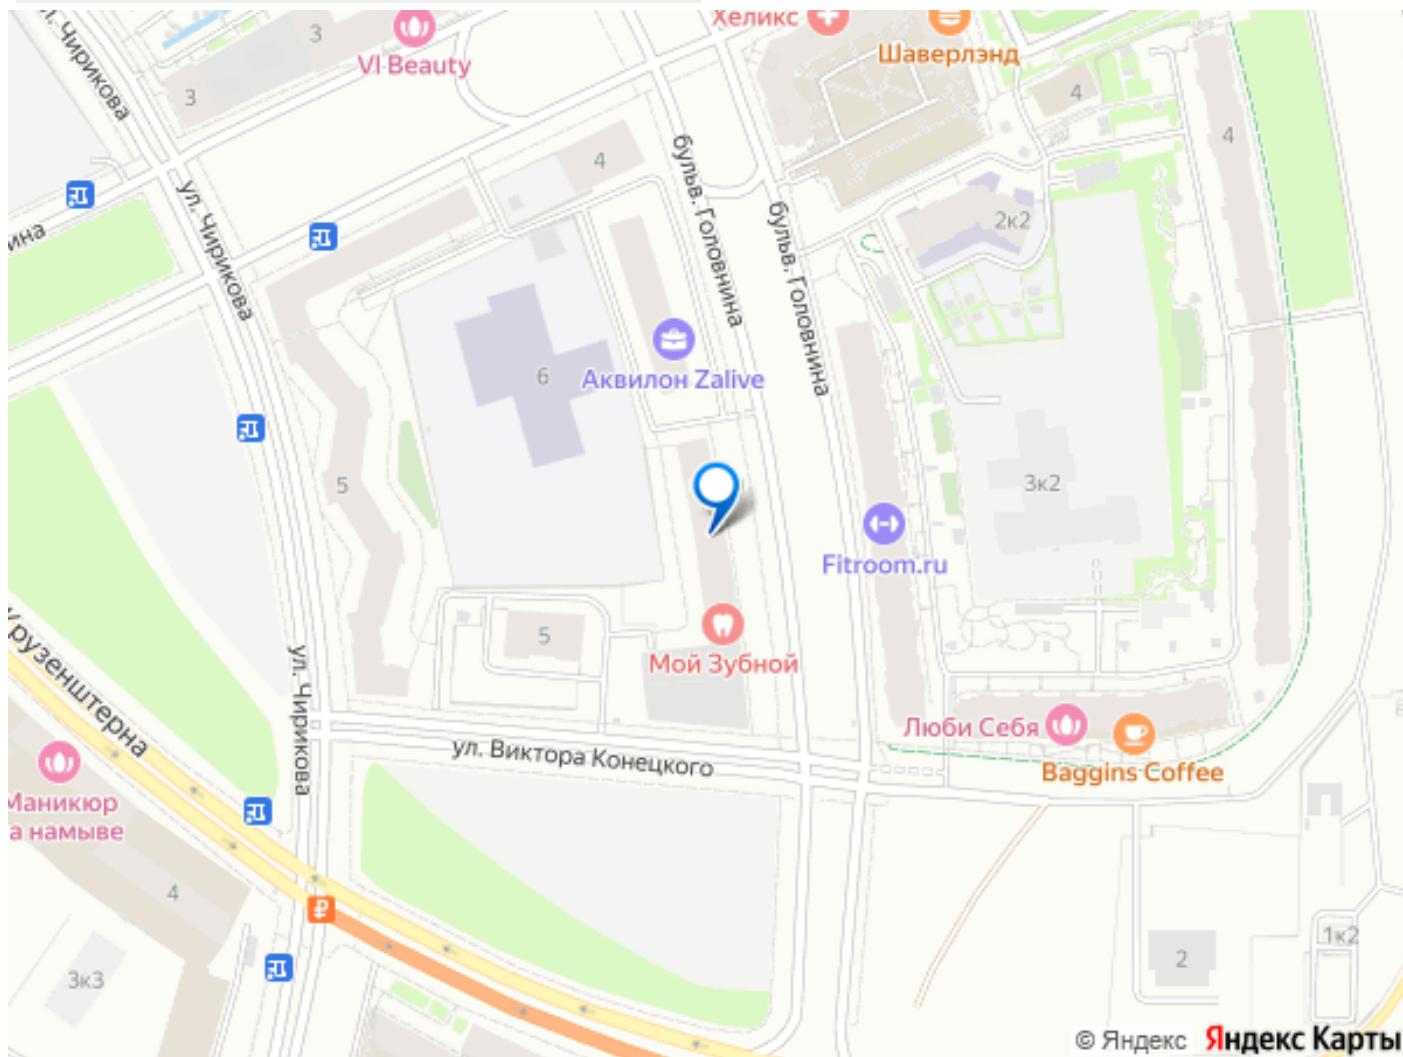 ул. Чирикова
3
VI Beauty
3
Хеликс
Шаверлэнд
4
4
4
бульв. Головнина
ул. Чирикова
ина
бульв. Головнина
2к2
6
Аквилон Zalive
5
3к2
Fitroom.ru
5
Мой Зубной
Крузенштерна
ул. Чирикова
ул. Виктора Конецкого
Люби Себя
Baggins Coffee
Маникюр
а намыве
4
₽
3к3
1к2
2
© Яндекс Яндекс Карты